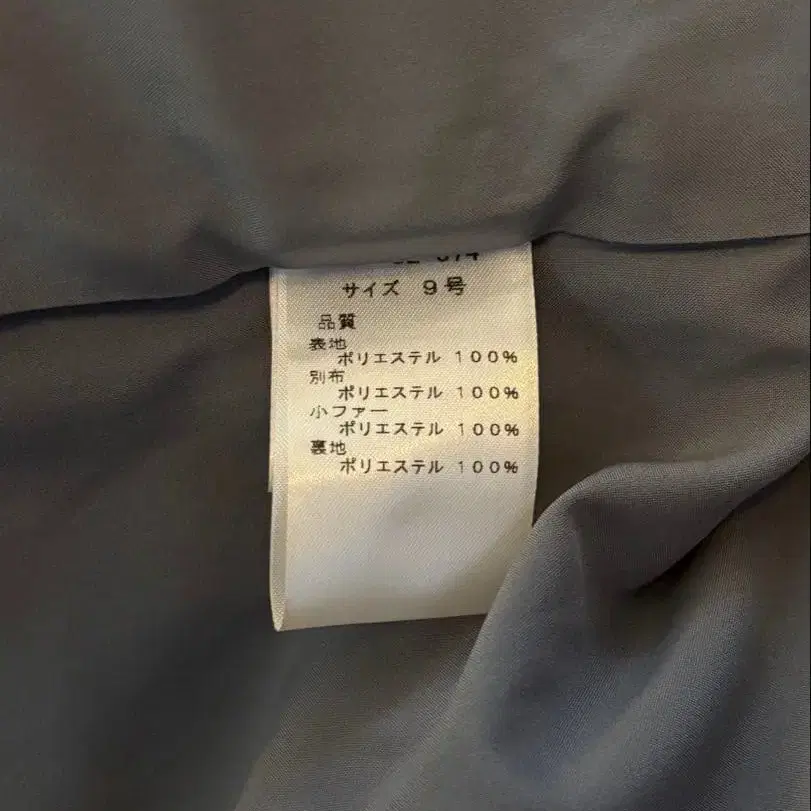 サイズ 9号
品質
表地
ポリエステル 100%
別布
ポリエステル 100%
小ファー
ポリエステル 100%
裏地
ポリエステル 100%